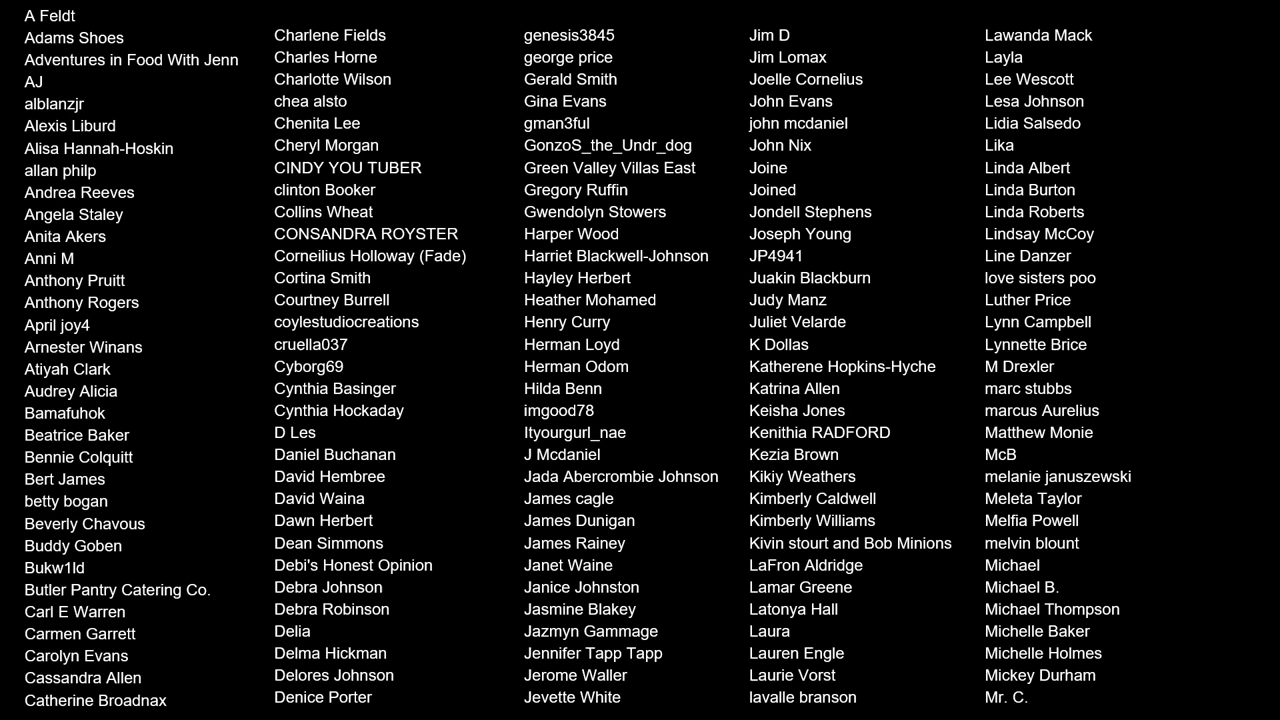 A Feldt
Adams Shoes
Adventures in Food With Jenn
AJ
alblanzjr
Alexis Liburd
Alisa Hannah-Hoskin
allan philp
Andrea Reeves
Angela Staley
Anita Akers
Anni M
Anthony Pruitt
Anthony Rogers
April joy4
Arnester Winans
Atiyah Clark
Audrey Alicia
Bamafuhok
Beatrice Baker
Bennie Colquitt
Bert James
betty bogan
Beverly Chavous
Buddy Goben
Bukw1ld
Butler Pantry Catering Co.
Carl E Warren
Carmen Garrett
Carolyn Evans
Cassandra Allen
Catherine Broadnax
Charlene Fields
Charles Horne
Charlotte Wilson
chea alsto
Chenita Lee
Cheryl Morgan
CINDY YOU TUBER
clinton Booker
Collins Wheat
CONSANDRA ROYSTER
Corneilius Holloway (Fade)
Cortina Smith
Courtney Burrell
coylestudiocreations
cruella037
Cyborg69
Cynthia Basinger
Cynthia Hockaday
D Les
Daniel Buchanan
David Hembree
David Waina
Dawn Herbert
Dean Simmons
Debi's Honest Opinion
Debra Johnson
Debra Robinson
Delia
Delma Hickman
Delores Johnson
Denice Porter
genesis3845
george price
Gerald Smith
Gina Evans
gman3ful
GonzoS_the_Undr_dog
Green Valley Villas East
Gregory Ruffin
Gwendolyn Stowers
Harper Wood
Harriet Blackwell-Johnson
Hayley Herbert
Heather Mohamed
Henry Curry
Herman Loyd
Herman Odom
Hilda Benn
imgood78
Ityourgurl_nae
J Mcdaniel
Jada Abercrombie Johnson
James cagle
James Dunigan
James Rainey
Janet Waine
Janice Johnston
Jasmine Blakey
Jazmyn Gammage
Jennifer Tapp Tapp
Jerome Waller
Jevette White
Jim D
Jim Lomax
Joelle Cornelius
John Evans
john mcdaniel
John Nix
Joine
Joined
Jondell Stephens
Joseph Young
JP4941
Juakin Blackburn
Judy Manz
Juliet Velarde
K Dollas
Katherene Hopkins-Hyche
Katrina Allen
Keisha Jones
Kenithia RADFORD
Kezia Brown
Kikiy Weathers
Kimberly Caldwell
Kimberly Williams
Kivin stourt and Bob Minions
LaFron Aldridge
Lamar Greene
Latonya Hall
Laura
Lauren Engle
Laurie Vorst
lavalle branson
Lawanda Mack
Layla
Lee Wescott
Lesa Johnson
Lidia Salsedo
Lika
Linda Albert
Linda Burton
Linda Roberts
Lindsay McCoy
Line Danzer
love sisters poo
Luther Price
Lynn Campbell
Lynnette Brice
M Drexler
marc stubbs
marcus Aurelius
Matthew Monie
McB
melanie januszewski
Meleta Taylor
Melfia Powell
melvin blount
Michael
Michael B.
Michael Thompson
Michelle Baker
Michelle Holmes
Mickey Durham
Mr. C.